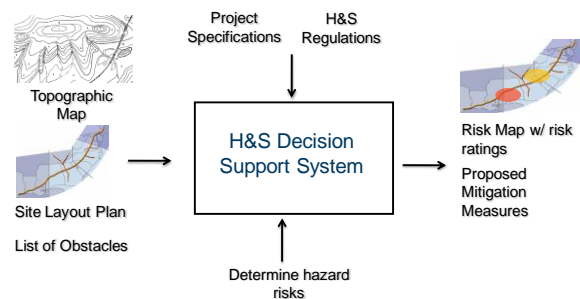 Project
Specifications
H&S
Regulations
Topographic
Map
H&S Decision
Support System
Site Layout Plan
List of Obstacles
Risk Map w/ risk
ratings
Proposed
Mitigation
Measures
Determine hazard
risks